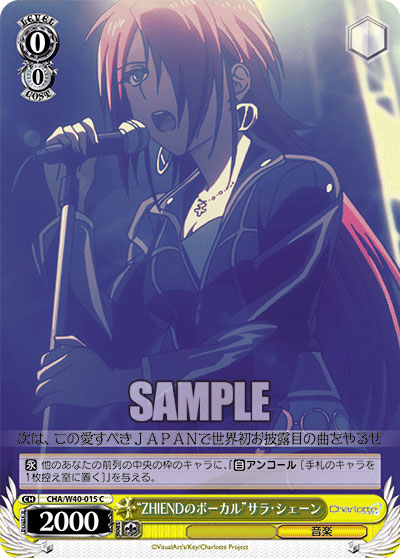 LEVEL
0
0
COST
SAMPLE
次は、この愛すべきJAPANで世界初お披露目の曲をやるぜ
永 他のあなたの前列の中央の枠のキャラに、『自アンコール [手札のキャラを
1枚控え室に置く]』を与える。
CH CHA/W40-015 C
2000
“ZHIENDのボーカル”サラ・シェーン
Charlotte
音楽
©VisualArt's/Key/Charlotte Project